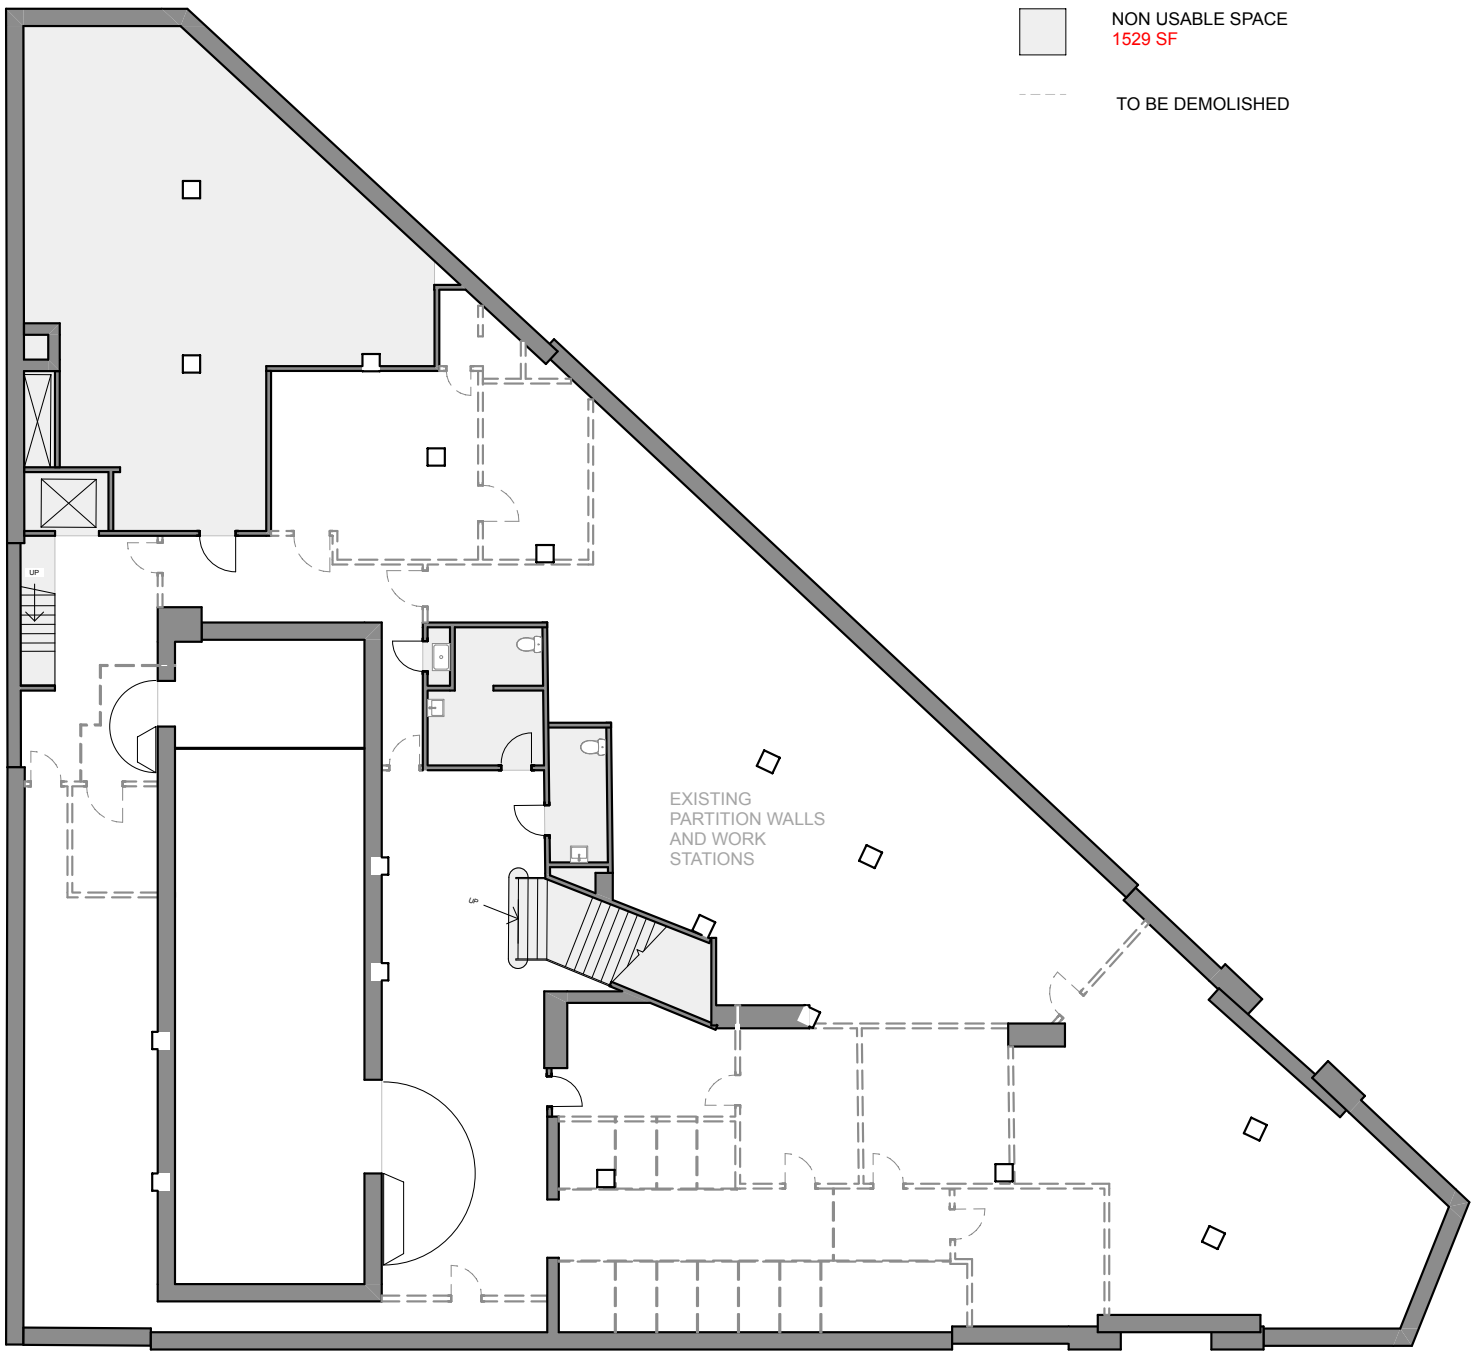 NON USABLE SPACE
1529 SF
TO BE DEMOLISHED
UP
EXISTING
PARTITION WALLS
AND WORK
STATIONS
UP